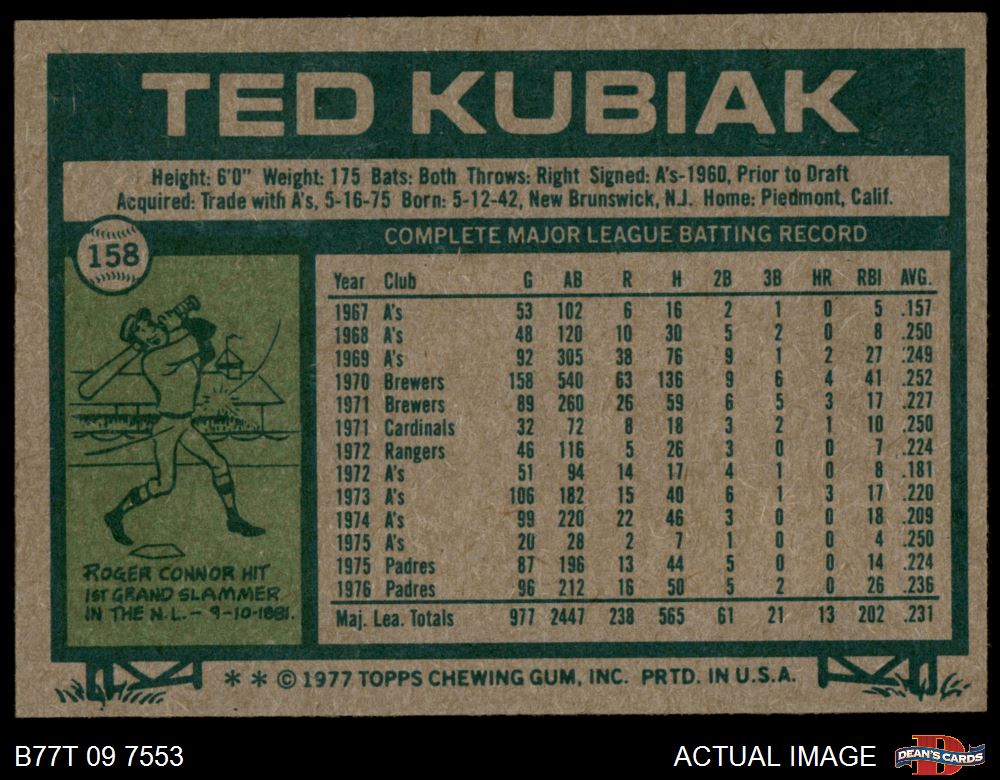 TED KUBIAK
Height: 6'0" Weight: 175 Bats: Both Throws: Right Signed: A's-1960, Prior to Draft
Acquired: Trade with A's, 5-16-75 Born: 5-12-42, New Brunswick, N.J. Home: Piedmont, Calif.
158
COMPLETE MAJOR LEAGUE BATTING RECORD
Year Club G AB R H 2B 3B HR RBI AVG.
1967 A's 53 102 6 16 2 1 0 5 .157
1968 A's 48 120 10 30 5 2 0 8 .250
1969 A's 92 305 38 76 9 1 2 27 .249
1970 Brewers 158 540 63 136 9 6 4 41 .252
1971 Brewers 89 260 26 59 6 5 3 17 .227
1971 Cardinals 32 72 8 18 3 2 1 10 .250
1972 Rangers 46 116 5 26 3 0 0 7 .224
1972 A's 51 94 14 17 4 1 0 8 .181
1973 A's 106 182 15 40 6 1 3 17 .220
1974 A's 99 220 22 46 3 0 0 18 .209
1975 A's 20 28 2 7 1 0 0 4 .250
1975 Padres 87 196 13 44 5 0 0 14 .224
1976 Padres 96 212 16 50 5 2 0 26 .236
Maj. Lea. Totals 977 2447 238 565 61 21 13 202 .231
ROGER CONNOR HIT
1ST GRAND SLAMMER
IN THE N.L. – 9-10-1881.
* * © 1977 TOPPS CHEWING GUM, INC. PRTD. IN U.S.A.
B77T 09 7553
ACTUAL IMAGE
D
DEAN'S CARDS